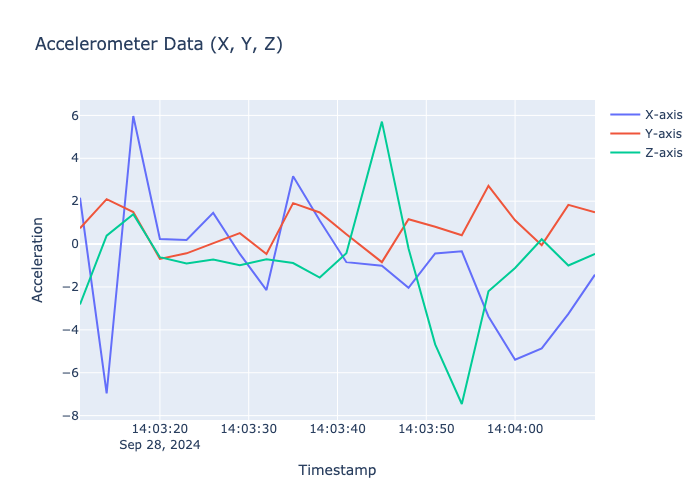 Accelerometer Data (X, Y, Z)
X-axis
Y-axis
Z-axis
6
4
2
0
−2
−4
−6
−8
Acceleration
14:03:20
14:03:30
14:03:40
14:03:50
14:04:00
Sep 28, 2024
Timestamp